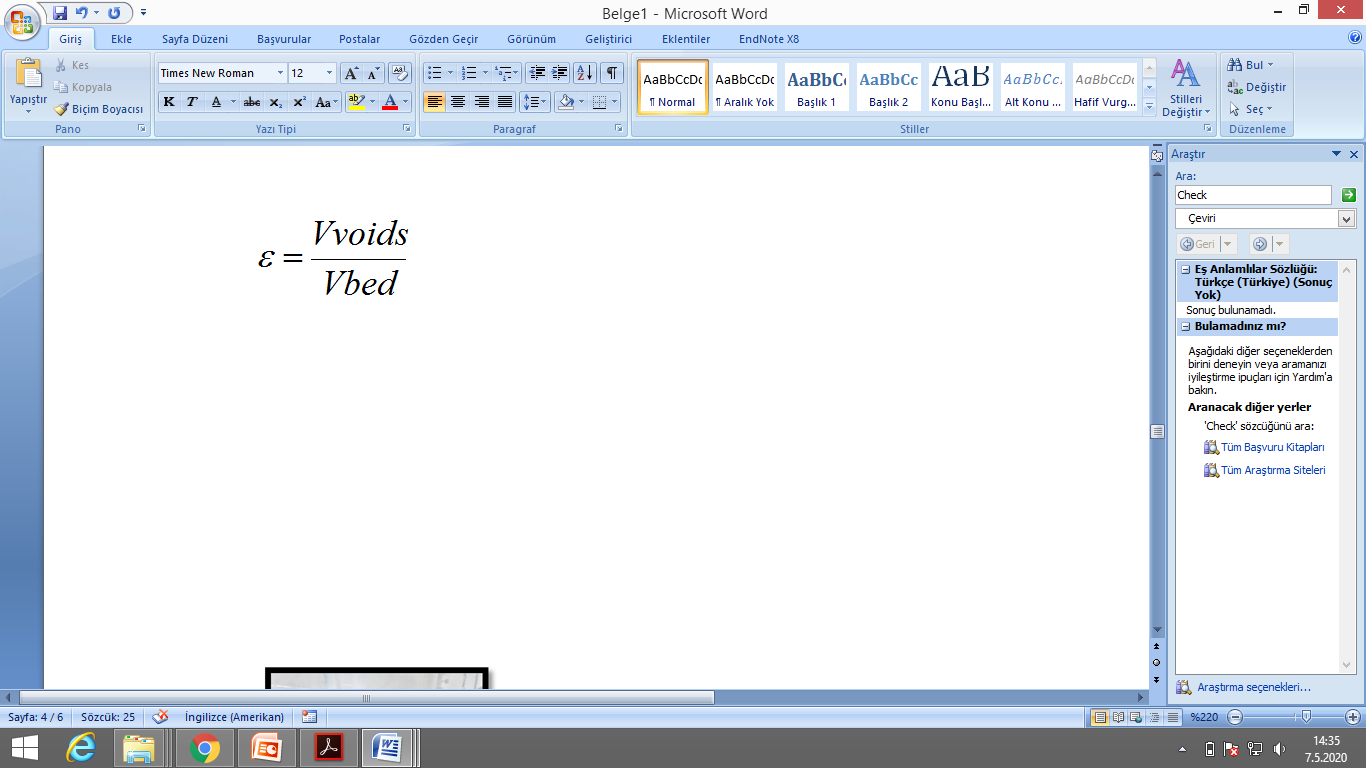 Belge1 - Microsoft Word
Giriş Ekle Sayfa Düzeni Başvurular Postalar Gözden Geçir Görünüm Geliştirici Eklentiler EndNote X8
Yapıştır
Kes
Kopyala
Biçim Boyacısı
Pano
Times New Roman 12
K T A abc x₂ x² Aa
Yazı Tipi
Paragraf
AaBbCcDc AaBbCcDc AaBbCc AaBbCc AaB AaBbCc. AaBbCcDc
¶ Normal ¶ Aralık Yok Başlık 1 Başlık 2 Konu Başl... Alt Konu ... Hafif Vurg...
Stilleri
Değiştir
Stiller
Bul
Değiştir
Seç
Düzenleme
ε = Vvoids / Vbed
Araştır
Ara:
Check
Çeviri
Geri
Eş Anlamlılar Sözlüğü:
Türkçe (Türkiye) (Sonuç
Yok)
Sonuç bulunamadı.
Bulamadınız mı?
Aşağıdaki diğer seçeneklerden
birini deneyin veya aramanızı
iyileştirme ipuçları için Yardım'a
bakın.
Aranacak diğer yerler
'Check' sözcüğünü ara:
Tüm Başvuru Kitapları
Tüm Araştırma Siteleri
Araştırma seçenekleri...
Sayfa: 4 / 6 Sözcük: 25 İngilizce (Amerikan) %220
14:35
7.5.2020